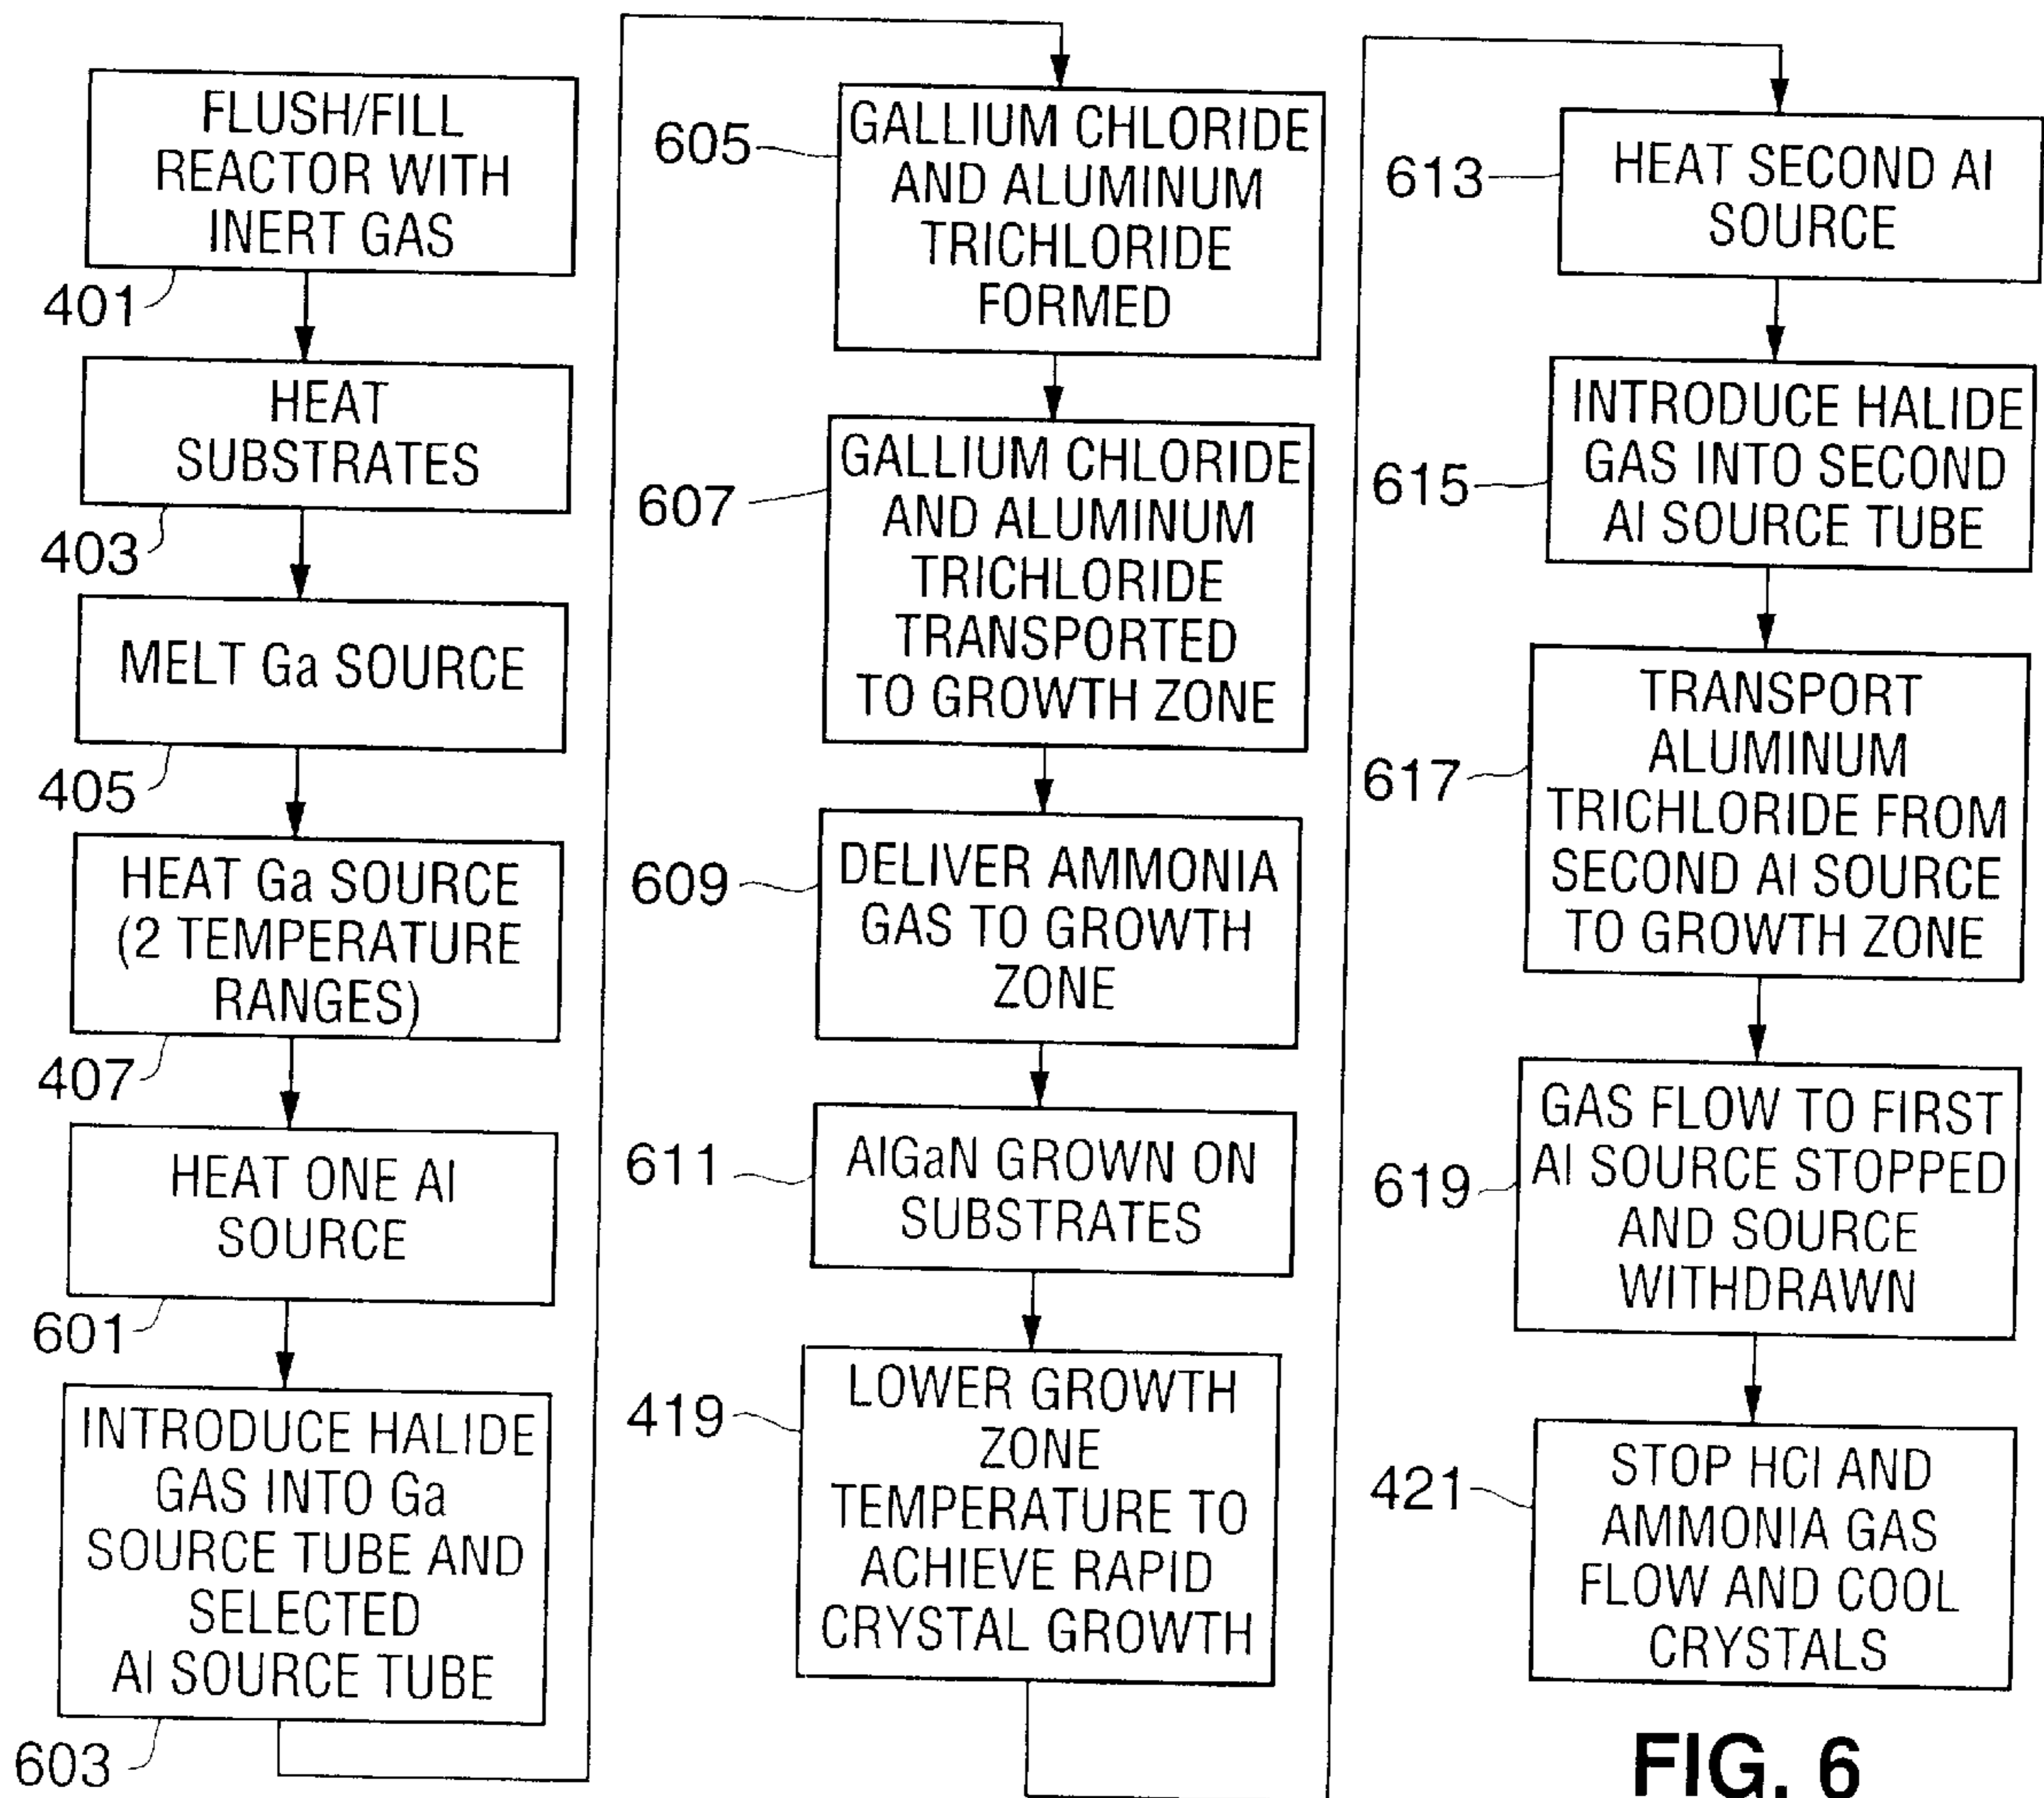 FLUSH/FILL
REACTOR WITH
INERT GAS
401
HEAT
SUBSTRATES
403
MELT Ga SOURCE
405
HEAT Ga SOURCE
(2 TEMPERATURE
RANGES)
407
HEAT ONE Al
SOURCE
601
INTRODUCE HALIDE
GAS INTO Ga
SOURCE TUBE AND
SELECTED
Al SOURCE TUBE
603
605
GALLIUM CHLORIDE
AND ALUMINUM
TRICHLORIDE
FORMED
607
GALLIUM CHLORIDE
AND ALUMINUM
TRICHLORIDE
TRANSPORTED
TO GROWTH ZONE
609
DELIVER AMMONIA
GAS TO GROWTH
ZONE
611
AlGaN GROWN ON
SUBSTRATES
419
LOWER GROWTH
ZONE
TEMPERATURE TO
ACHIEVE RAPID
CRYSTAL GROWTH
613
HEAT SECOND Al
SOURCE
615
INTRODUCE HALIDE
GAS INTO SECOND
Al SOURCE TUBE
617
TRANSPORT
ALUMINUM
TRICHLORIDE FROM
SECOND Al SOURCE
TO GROWTH ZONE
619
GAS FLOW TO FIRST
Al SOURCE STOPPED
AND SOURCE
WITHDRAWN
421
STOP HCl AND
AMMONIA GAS
FLOW AND COOL
CRYSTALS
FIG. 6